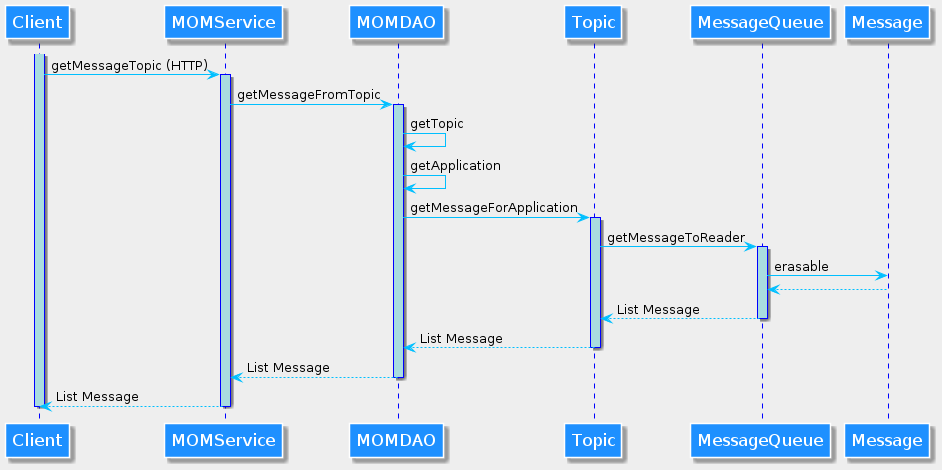 Client MOMService MOMDAO Topic MessageQueue Message
getMessageTopic (HTTP)
getMessageFromTopic
getTopic
getApplication
getMessageForApplication
getMessageToReader
erasable
List Message
List Message
List Message
List Message
Client MOMService MOMDAO Topic MessageQueue Message